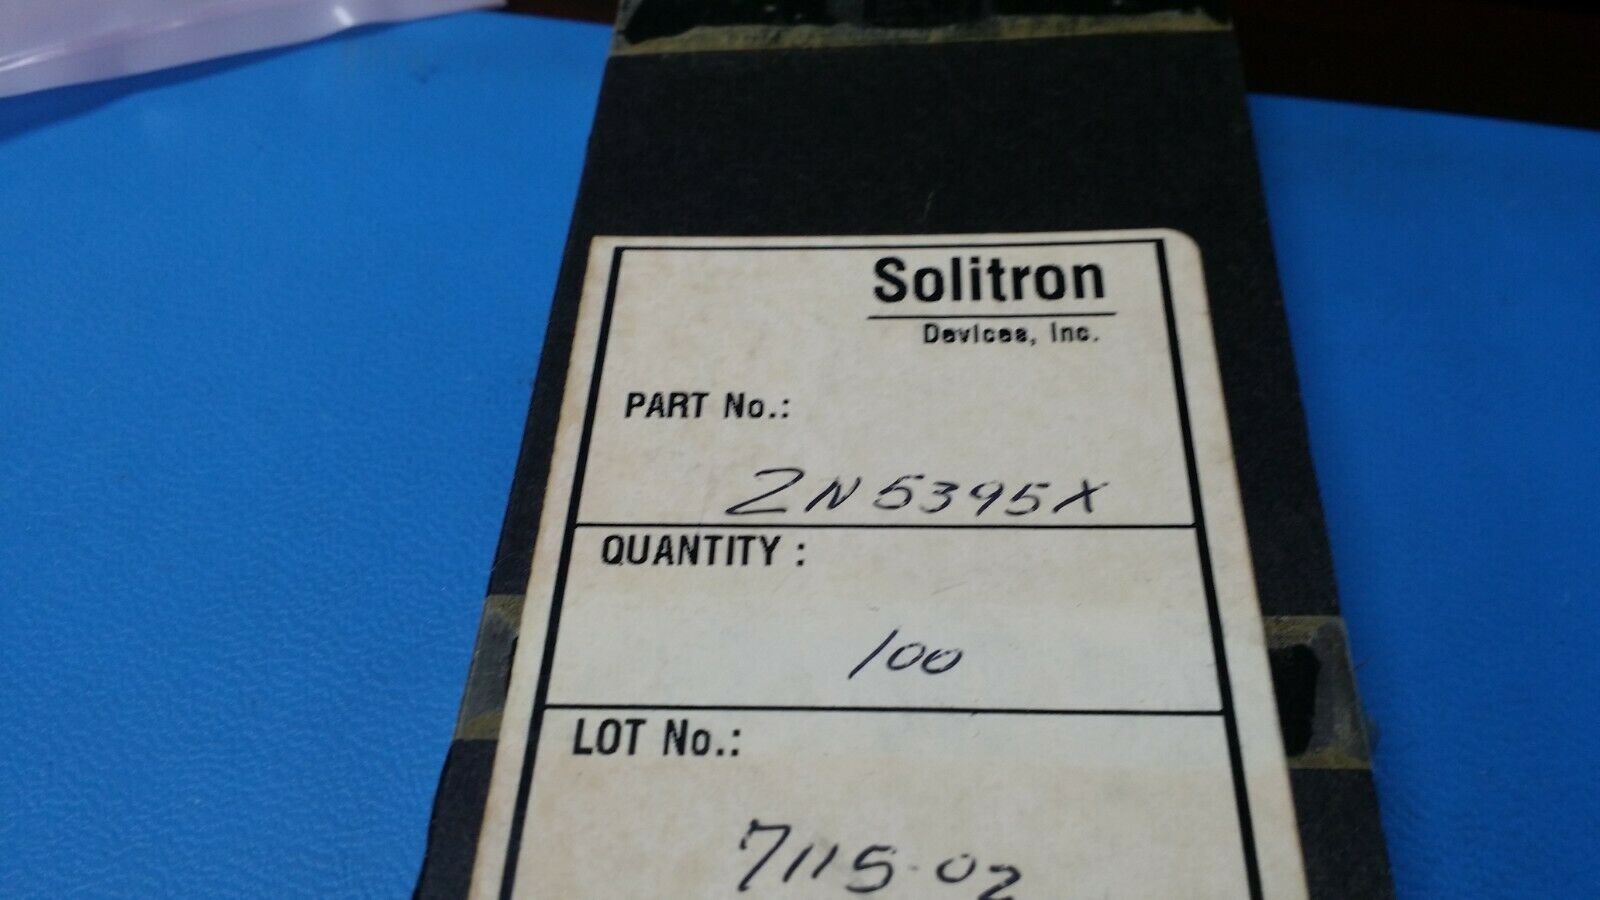 Solitron
Devices, Inc.
PART No.:
2N5395X
QUANTITY :
100
LOT No.:
7115-02